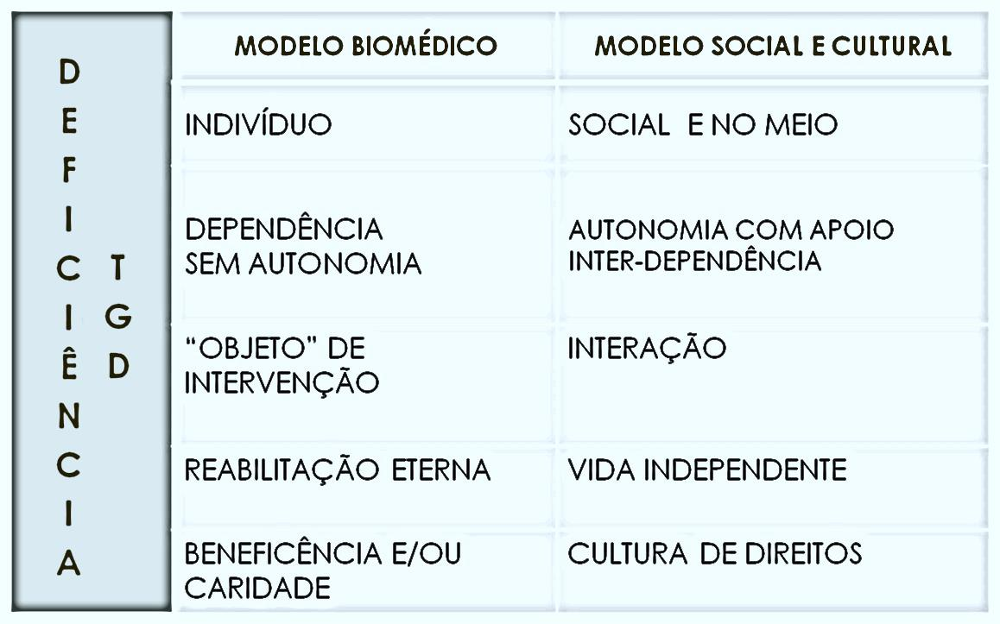 DEFICIÊNCIA
TGD
MODELO BIOMÉDICO
MODELO SOCIAL E CULTURAL
INDIVÍDUO
SOCIAL E NO MEIO
DEPENDÊNCIA
SEM AUTONOMIA
AUTONOMIA COM APOIO
INTER-DEPENDÊNCIA
“OBJETO” DE
INTERVENÇÃO
INTERAÇÃO
REABILITAÇÃO ETERNA
VIDA INDEPENDENTE
BENEFICÊNCIA E/OU
CARIDADE
CULTURA DE DIREITOS